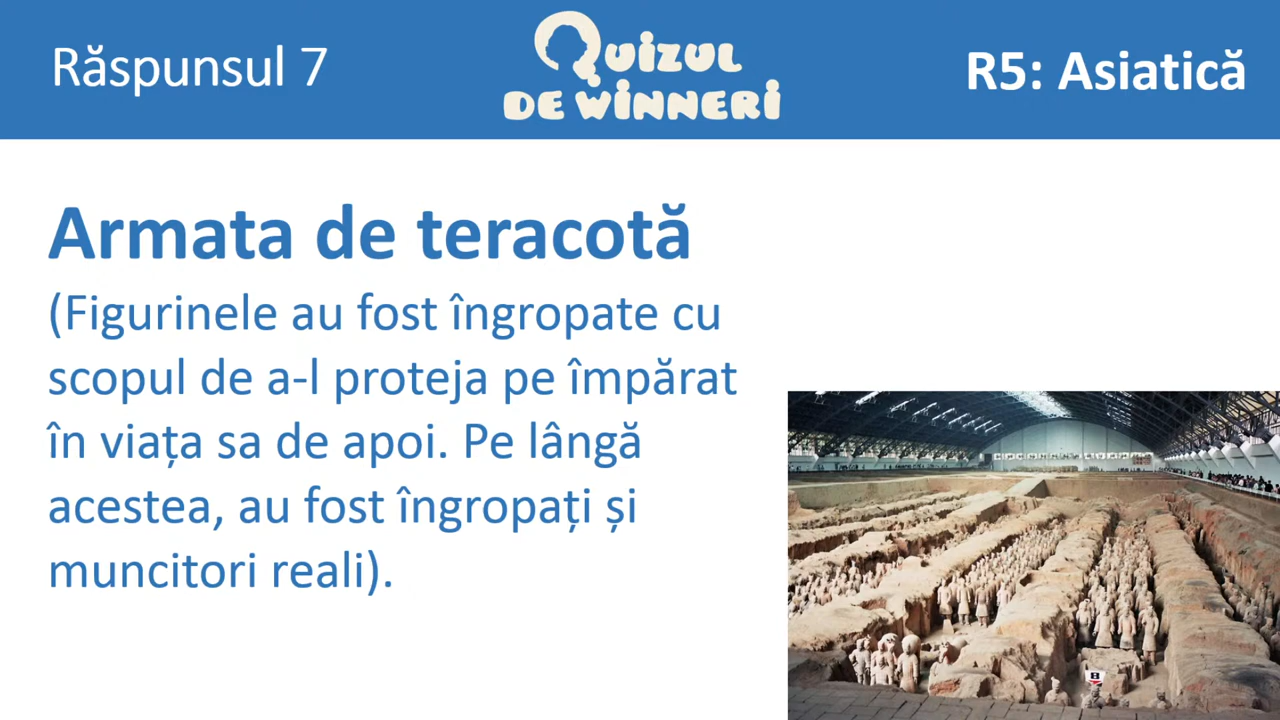 Răspunsul 7
Quizul
de winneri
R5: Asiatică
Armata de teracotă
(Figurinele au fost îngropate cu
scopul de a-l proteja pe împărat
în viața sa de apoi. Pe lângă
acestea, au fost îngropați și
muncitori reali).
8